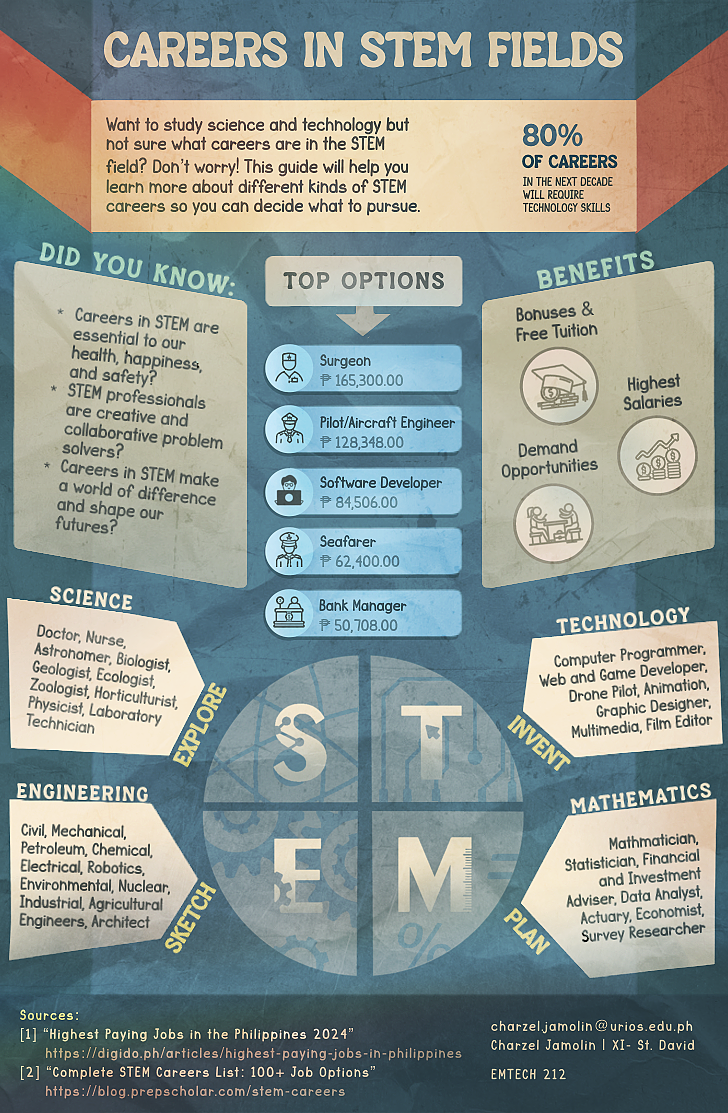 CAREERS IN STEM FIELDS
Want to study science and technology but
not sure what careers are in the STEM
field? Don't worry! This guide will help you
learn more about different kinds of STEM
careers so you can decide what to pursue.
80%
OF CAREERS
IN THE NEXT DECADE
WILL REQUIRE
TECHNOLOGY SKILLS
DID YOU KNOW:
* Careers in STEM are
essential to our
health, happiness,
and safety?
* STEM professionals
are creative and
collaborative problem
solvers?
* Careers in STEM make
a world of difference
and shape our
futures?
TOP OPTIONS
Surgeon
₱ 165,300.00
Pilot/Aircraft Engineer
₱ 128,348.00
Software Developer
₱ 84,506.00
Seafarer
₱ 62,400.00
Bank Manager
₱ 50,708.00
BENEFITS
Bonuses &
Free Tuition
Highest
Salaries
Demand
Opportunities
SCIENCE
Doctor, Nurse,
Astronomer, Biologist,
Geologist, Ecologist,
Zoologist, Horticulturist,
Physicist, Laboratory
Technician
EXPLORE
TECHNOLOGY
Computer Programmer,
Web and Game Developer,
Drone Pilot, Animation,
Graphic Designer,
Multimedia, Film Editor
INVENT
S T
E M
%
ENGINEERING
Civil, Mechanical,
Petroleum, Chemical,
Electrical, Robotics,
Environmental, Nuclear,
Industrial, Agricultural
Engineers, Architect
SKETCH
MATHEMATICS
Mathmatician,
Statistician, Financial
and Investment
Adviser, Data Analyst,
Actuary, Economist,
Survey Researcher
PLAN
Sources:
[1] "Highest Paying Jobs in the Philippines 2024"
https://digido.ph/articles/highest-paying-jobs-in-philippines
[2] "Complete STEM Careers List: 100+ Job Options"
https://blog.prepscholar.com/stem-careers
charzel.jamolin@urios.edu.ph
Charzel Jamolin | XI- St. David
EMTECH 212